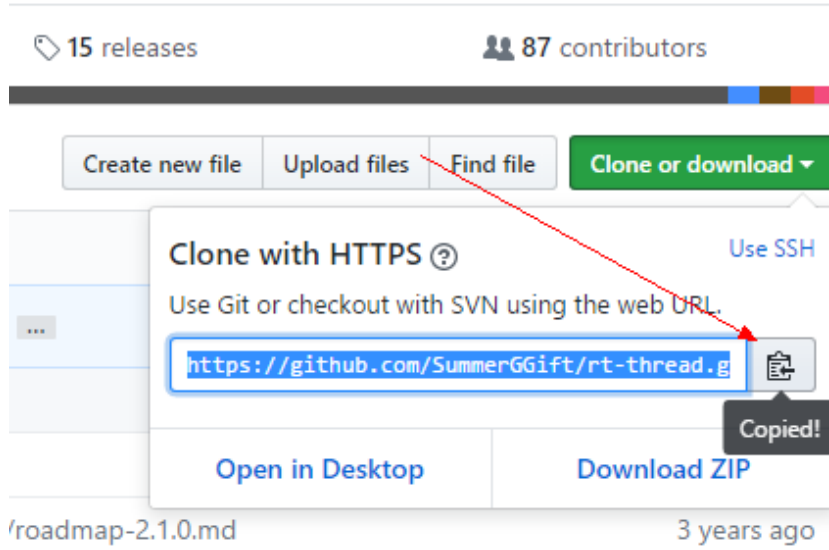 15 releases 87 contributors
Create new file Upload files Find file Clone or download
Clone with HTTPS ? Use SSH
Use Git or checkout with SVN using the web URL.
...
https://github.com/SummerGGift/rt-thread.g
Copied!
Open in Desktop Download ZIP
/roadmap-2.1.0.md 3 years ago